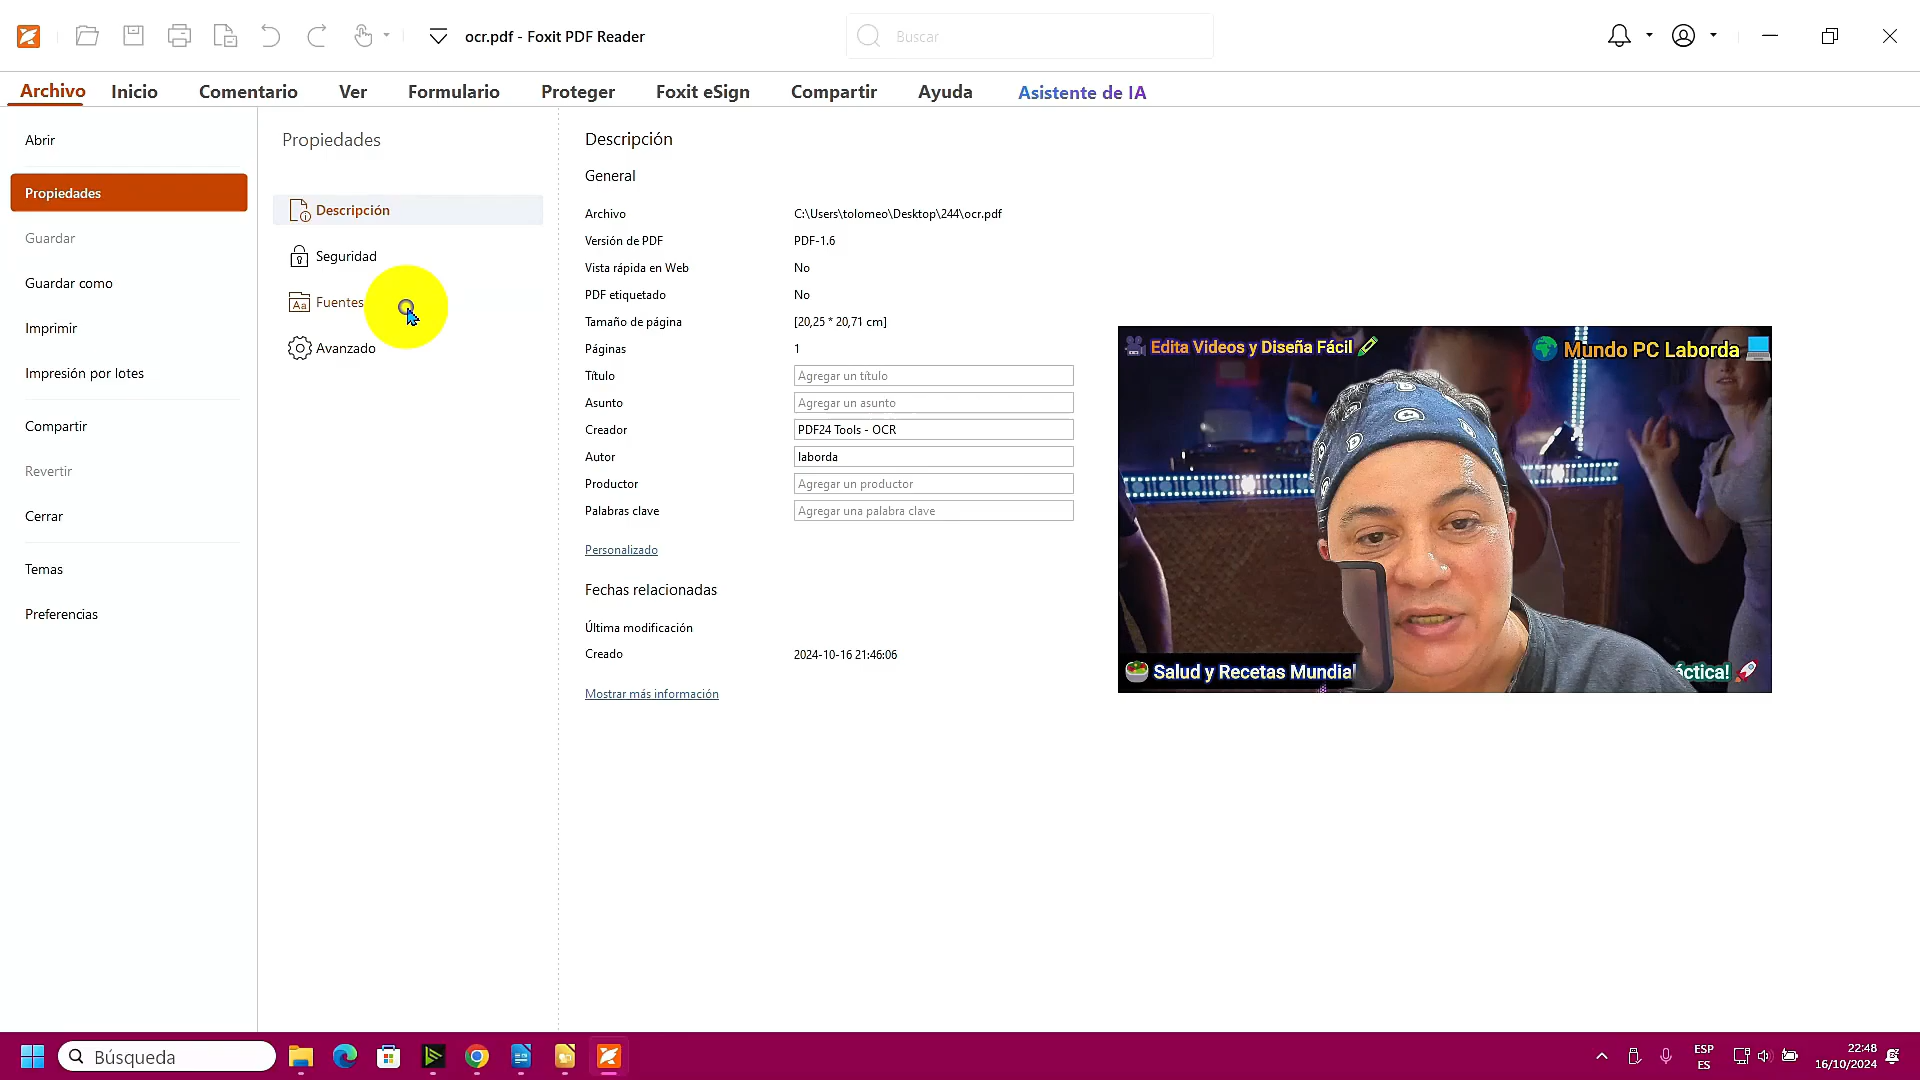 ocr.pdf - Foxit PDF Reader
Buscar
Archivo
Inicio
Comentario
Ver
Formulario
Proteger
Foxit eSign
Compartir
Ayuda
Asistente de IA
Abrir
Propiedades
Guardar
Guardar como
Imprimir
Impresión por lotes
Compartir
Revertir
Cerrar
Temas
Preferencias
Propiedades
Descripción
Seguridad
Aa Fuentes
Avanzado
Descripción
General
Archivo C:\Users\tolomeo\Desktop\244\ocr.pdf
Versión de PDF PDF-1.6
Vista rápida en Web No
PDF etiquetado No
Tamaño de página [20,25 * 20,71 cm]
Páginas 1
Título Agregar un título
Asunto Agregar un asunto
Creador PDF24 Tools - OCR
Autor laborda
Productor Agregar un productor
Palabras clave Agregar una palabra clave
Personalizado
Fechas relacionadas
Última modificación
Creado 2024-10-16 21:46:06
Mostrar más información
Edita Videos y Diseña Fácil
Mundo PC Laborda
Salud y Recetas Mundial
áctica!
Búsqueda
ESP
ES
22:48
16/10/2024